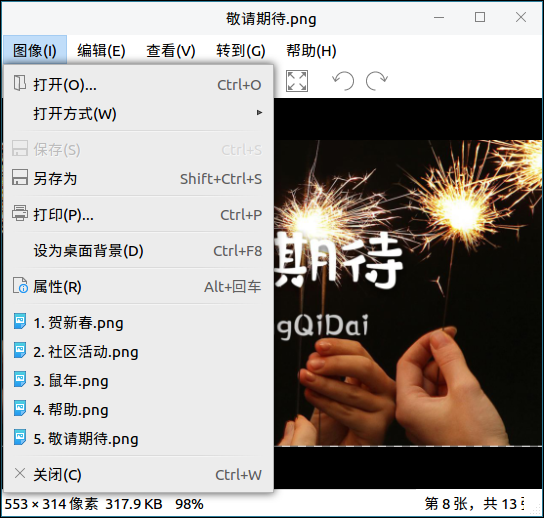 敬请期待.png
图像(I) 编辑(E) 查看(V) 转到(G) 帮助(H)
打开(O)... Ctrl+O
打开方式(W)
保存(S) Ctrl+S
另存为 Shift+Ctrl+S
打印(P)... Ctrl+P
设为桌面背景(D) Ctrl+F8
属性(R) Alt+回车
1. 贺新春.png
2. 社区活动.png
3. 鼠年.png
4. 帮助.png
5. 敬请期待.png
关闭(C) Ctrl+W
期待
gQiDai
553 × 314 像素 317.9 KB 98% 第 8 张，共 13